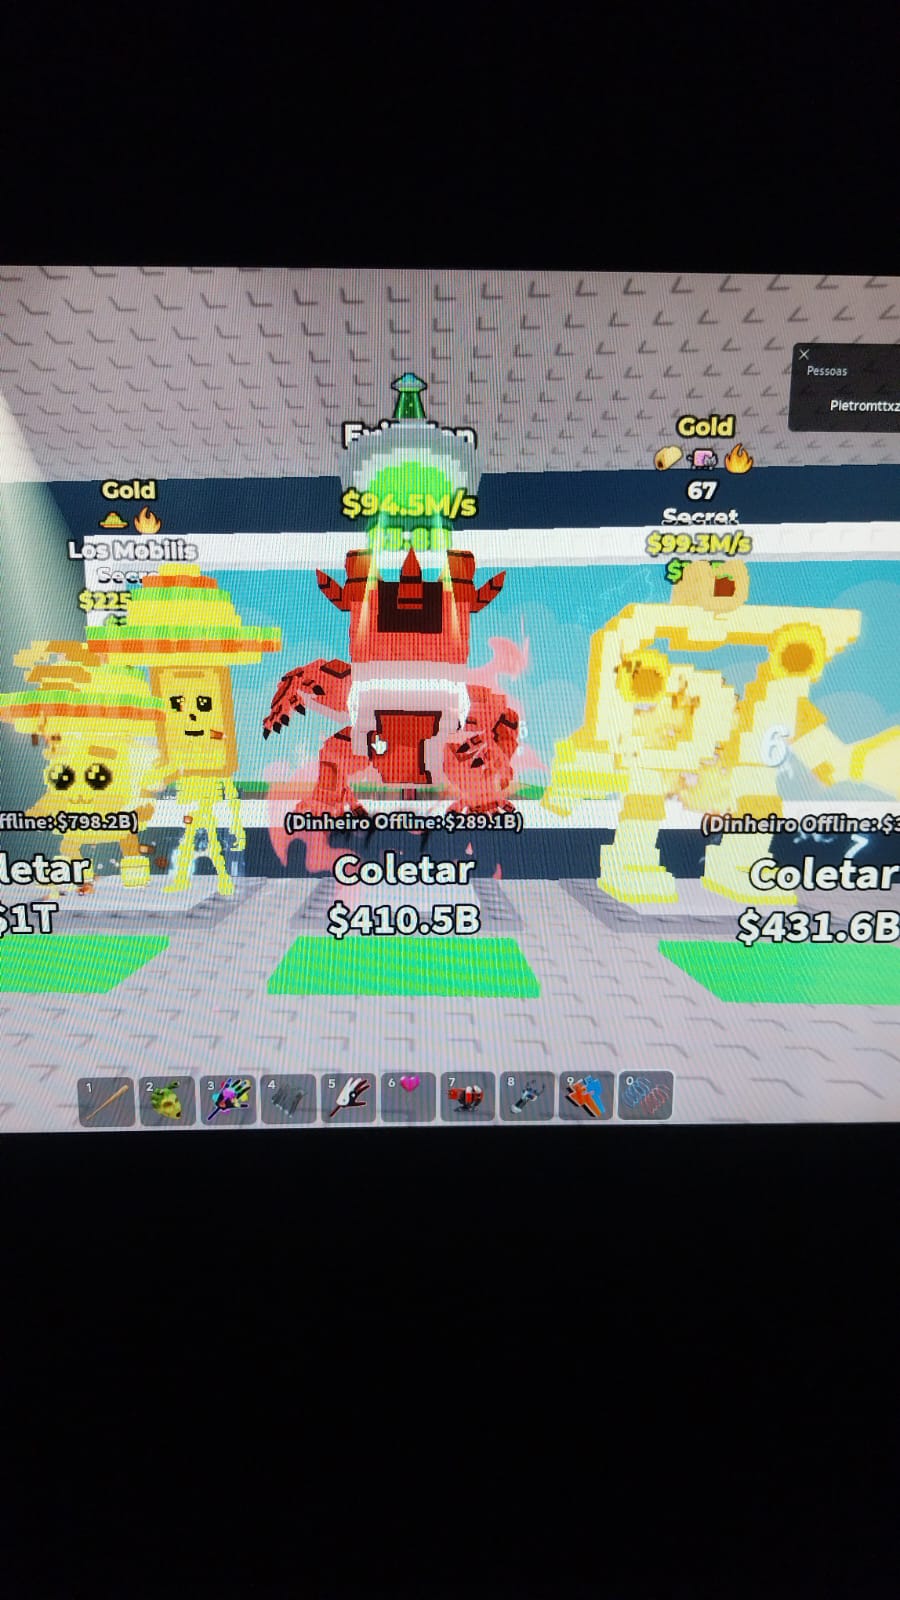 Pessoas
Pietromttxz
Gold
67
Secret
$99.3M/s
$94.5M/s
Gold
Los Mobilis
$225
ffline: $798.2B)
letar
$1T
(Dinheiro Offline: $289.1B)
Coletar
$410.5B
(Dinheiro Offline: $3
Coletar
$431.6B
1 2 3 4 5 6 7 8 9 0